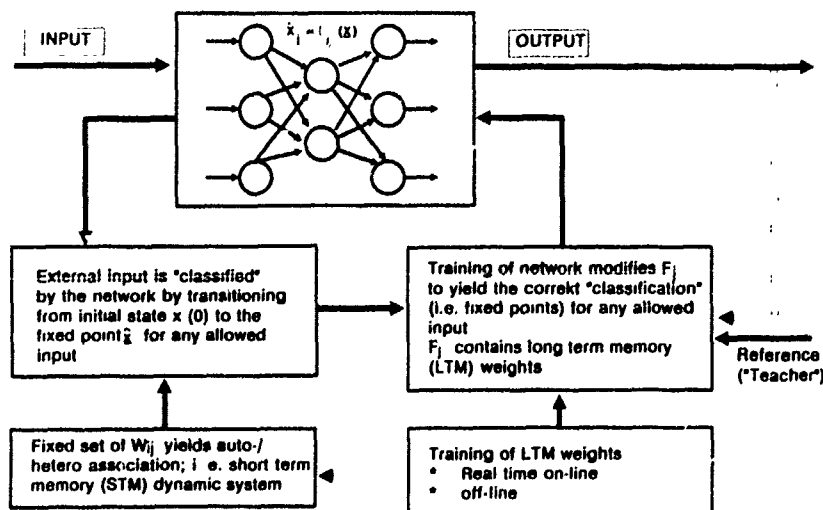 INPUT
OUTPUT
External input is "classified"
by the network by transitioning
from initial state x (0) to the
fixed point x̂ for any allowed
input
Training of network modifies Fj
to yield the correkt "classification"
(i.e. fixed points) for any allowed
input
Fj contains long term memory
(LTM) weights
Reference
("Teacher")
Fixed set of Wij yields auto-/
hetero association; i e. short term
memory (STM) dynamic system
Training of LTM weights
* Real time on-line
* off-line